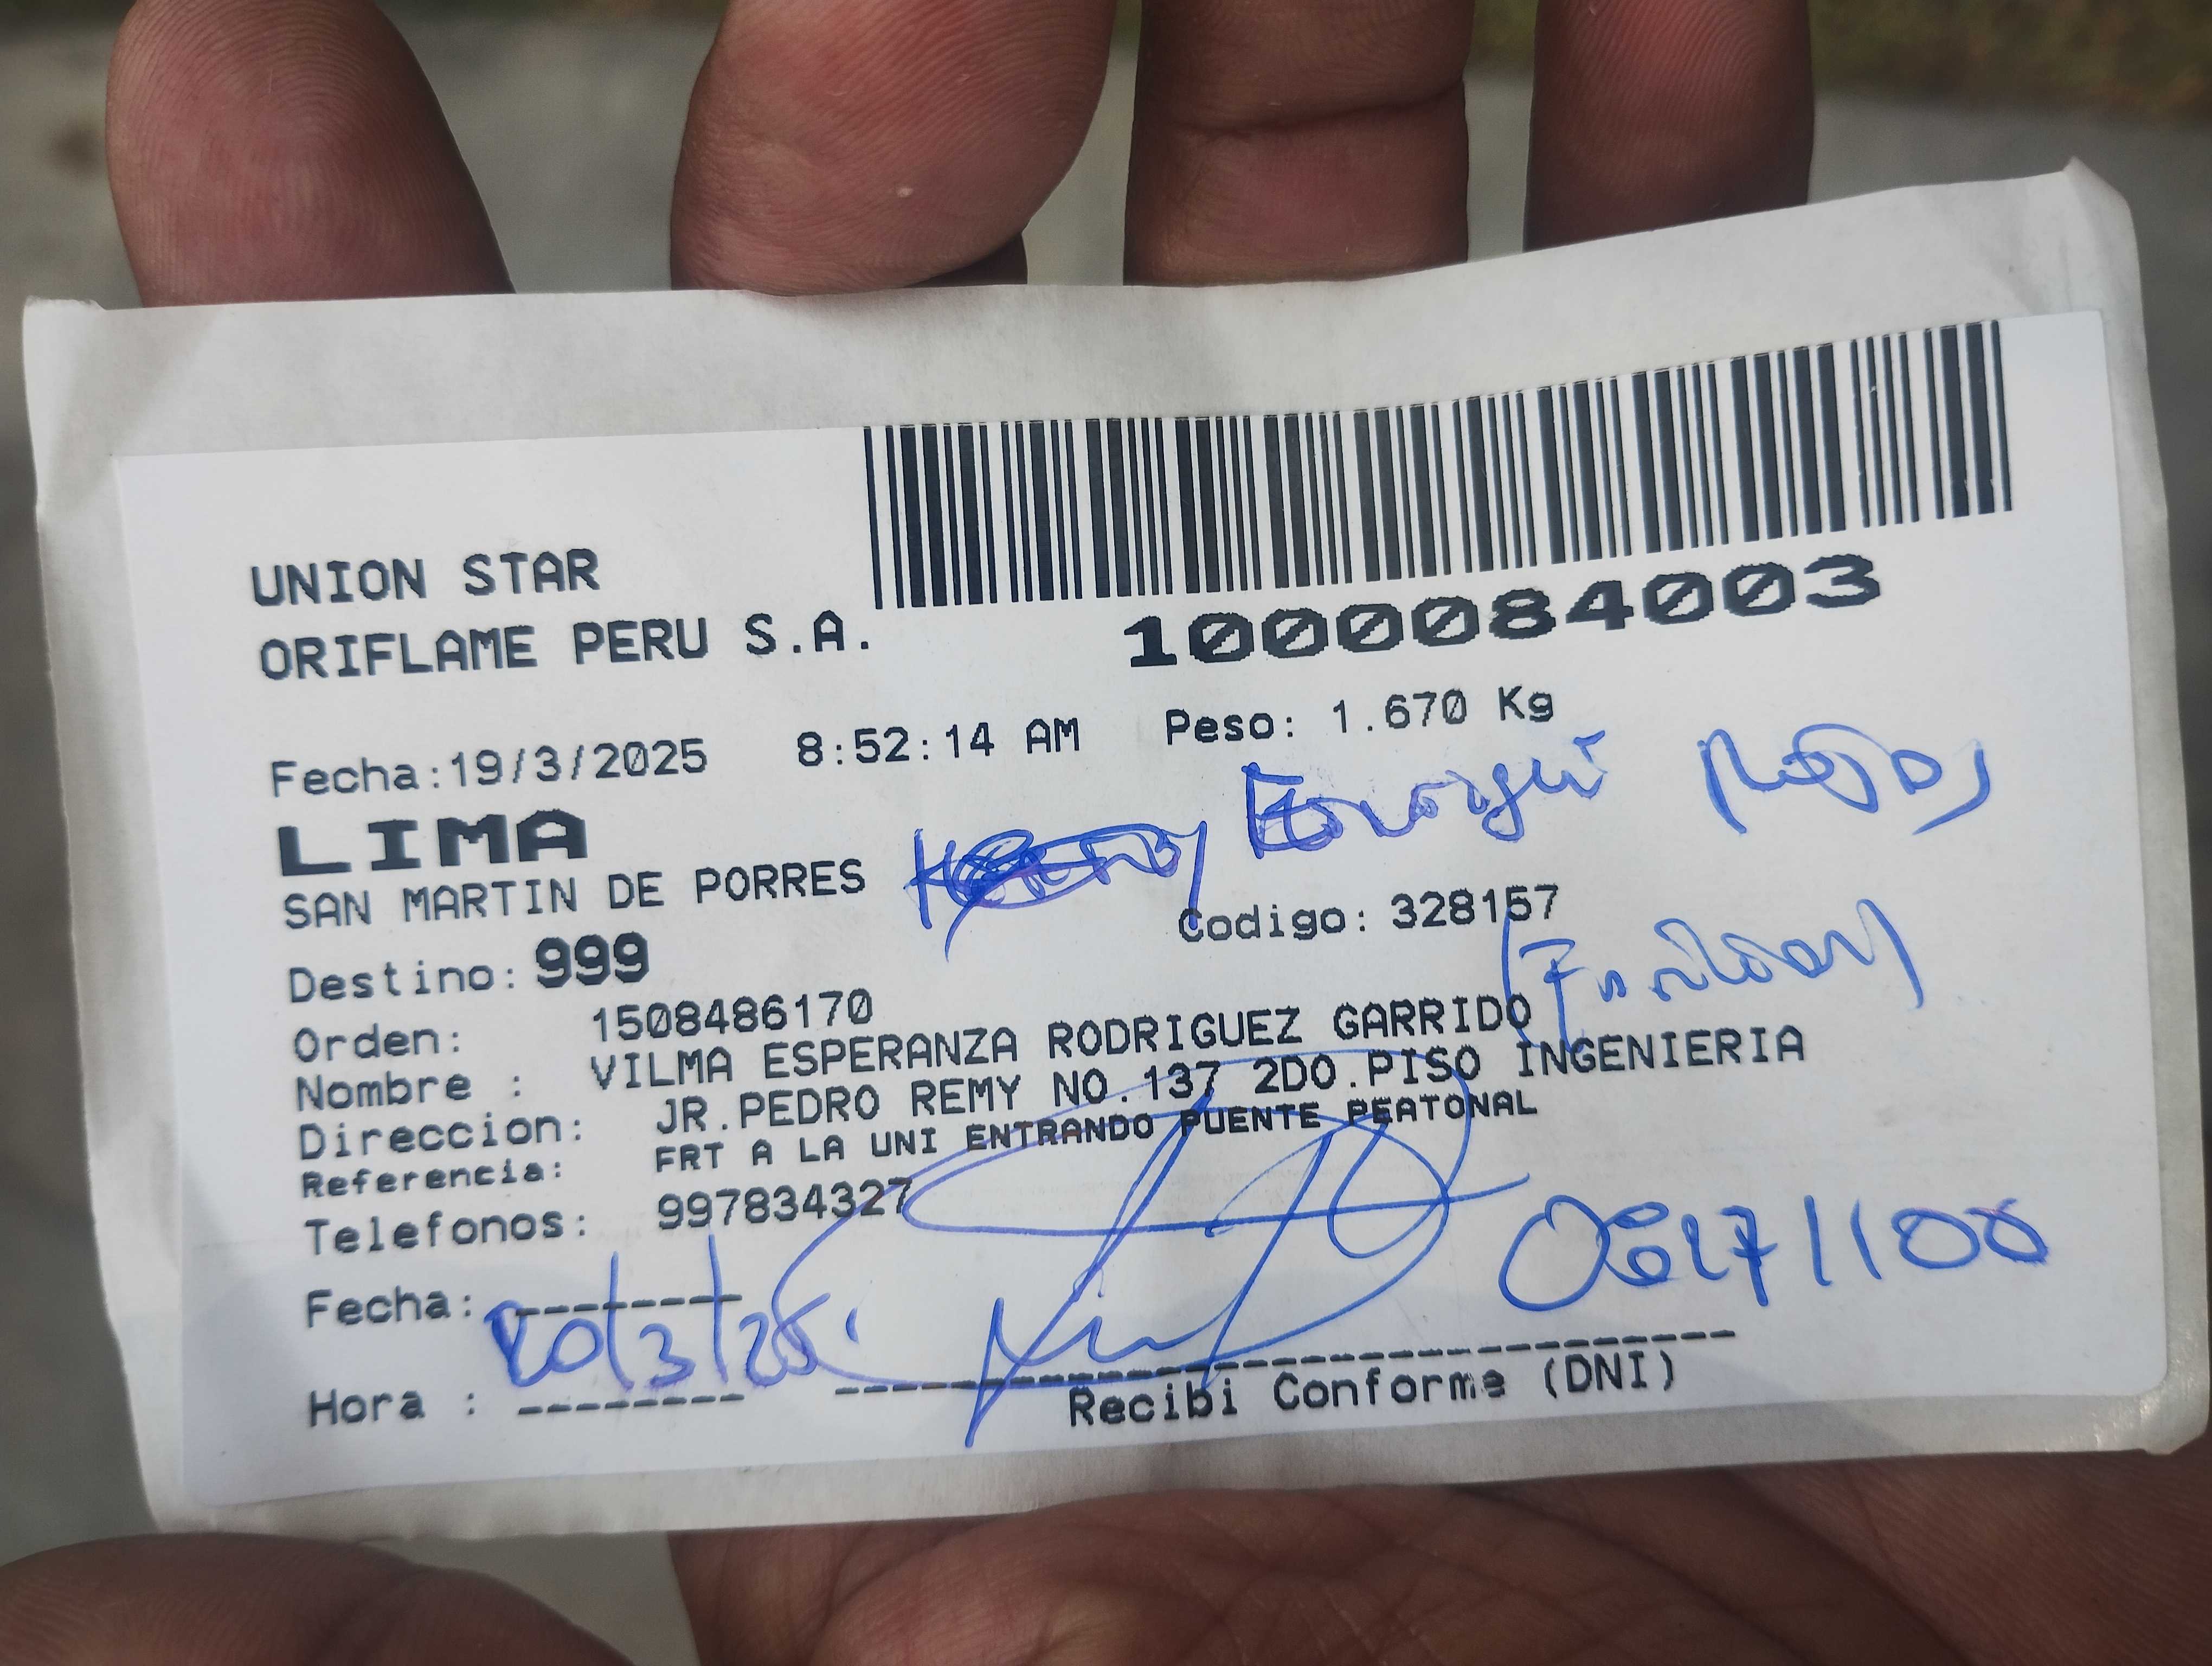 UNION STAR
ORIFLAME PERU S.A.
1000084003
Fecha:19/3/2025 8:52:14 AM Peso: 1.670 Kg
LIMA
Rojas
SAN MARTIN DE PORRES
Codigo: 328157
Destino: 999
(Familiar)
Orden: 1508486170
Nombre : VILMA ESPERANZA RODRIGUEZ GARRIDO
Direccion: JR.PEDRO REMY NO.137 2DO.PISO INGENIERIA
Referencia: FRT A LA UNI ENTRANDO PUENTE PEATONAL
Telefonos: 997834327
Fecha: 20/3/25
Hora :
Recibi Conforme (DNI)